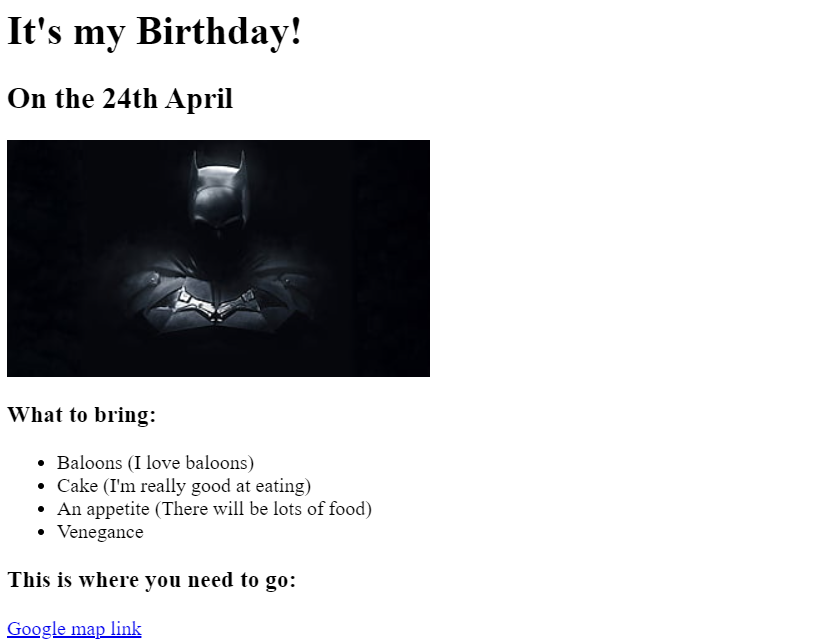 It's my Birthday!
On the 24th April
What to bring:
Baloons (I love baloons)
Cake (I'm really good at eating)
An appetite (There will be lots of food)
Venegance
This is where you need to go:
Google map link